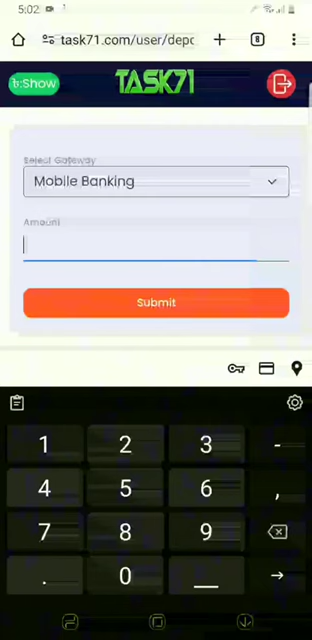 5:02
task71.com/user/depo
8
৳:Show
TASK71
Select Gateway
Mobile Banking
Amount
Submit
1 2 3 -
4 5 6 ,
7 8 9
. 0 _